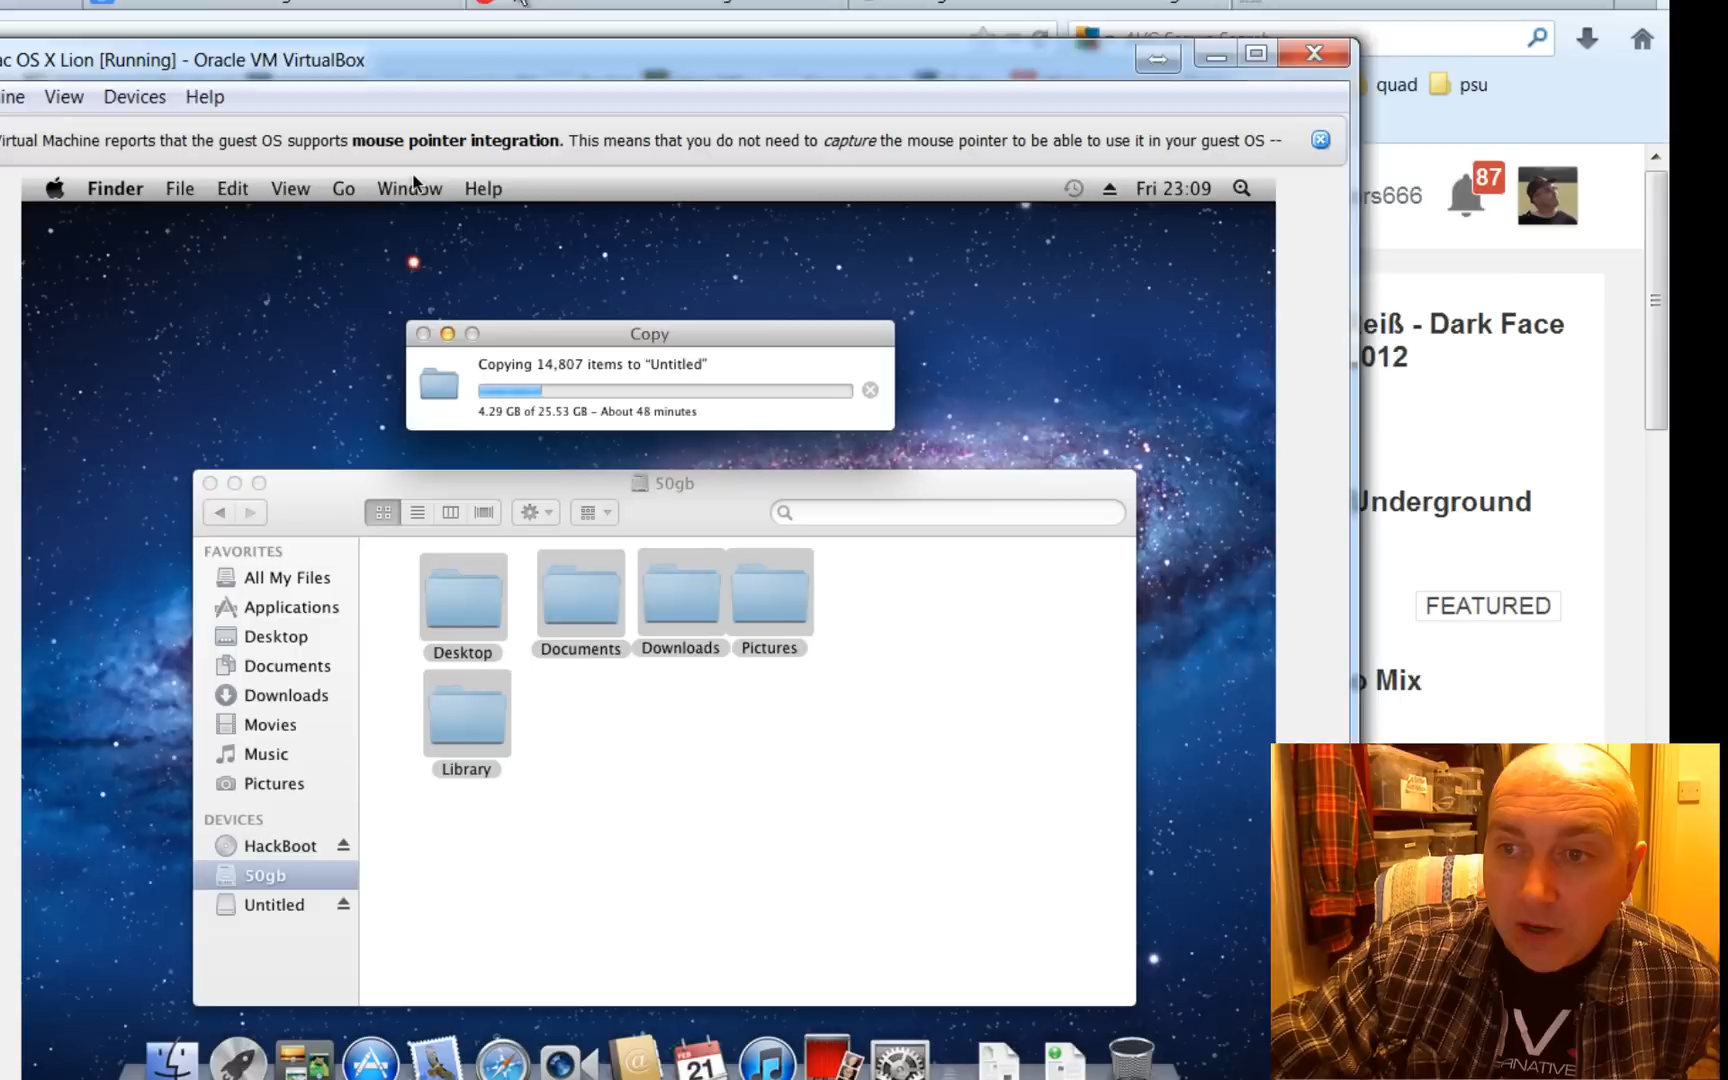 ac OS X Lion [Running] - Oracle VM VirtualBox
ine View Devices Help
quad psu
Virtual Machine reports that the guest OS supports mouse pointer integration. This means that you do not need to capture the mouse pointer to be able to use it in your guest OS --
Finder File Edit View Go Window Help
Fri 23:09
rs666
87
Copy
Copying 14,807 items to “Untitled”
4.29 GB of 25.53 GB – About 48 minutes
eiß - Dark Face
012
50gb
FAVORITES
All My Files
Applications
Desktop
Documents
Downloads
Movies
Music
Pictures
DEVICES
HackBoot
50gb
Untitled
Desktop
Documents
Downloads
Pictures
Library
Underground
FEATURED
o Mix
FEB
21